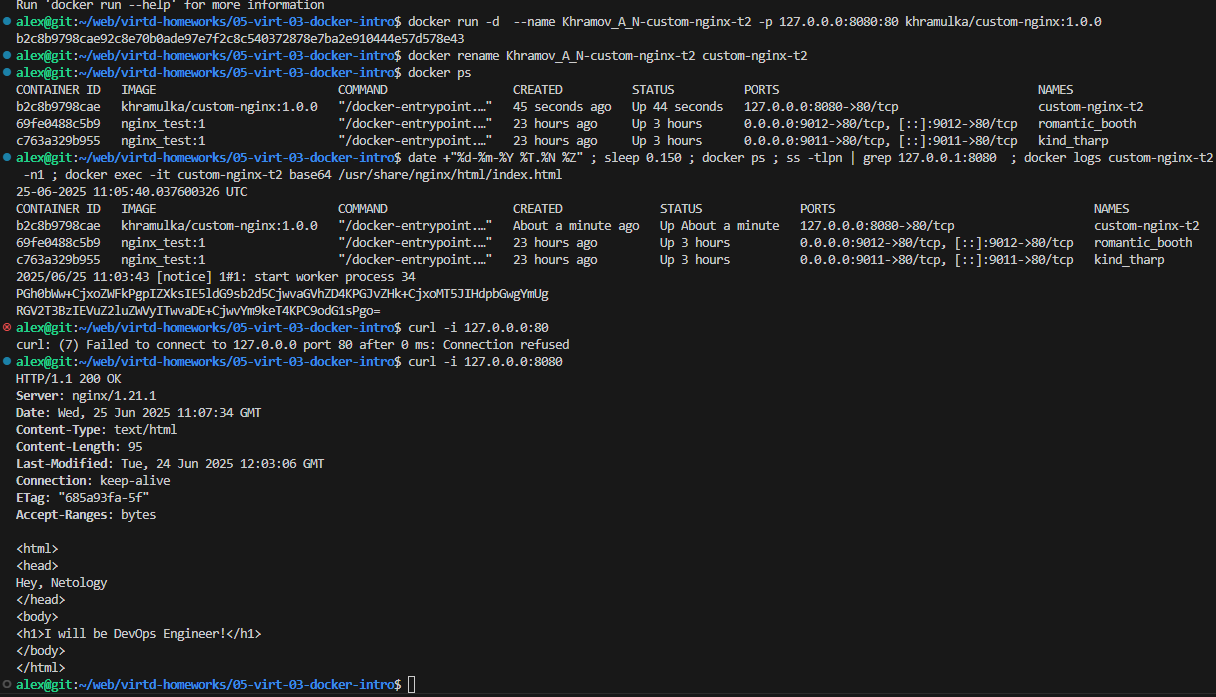 Run 'docker run --help' for more information
alex@git:~/web/virtd-homeworks/05-virt-03-docker-intro$ docker run -d  --name Khramov_A_N-custom-nginx-t2 -p 127.0.0.0:8080:80 khramulka/custom-nginx:1.0.0
b2c8b9798cae92c8e70b0ade97e7f2c8c540372878e7ba2e910444e57d578e43
alex@git:~/web/virtd-homeworks/05-virt-03-docker-intro$ docker rename Khramov_A_N-custom-nginx-t2 custom-nginx-t2
alex@git:~/web/virtd-homeworks/05-virt-03-docker-intro$ docker ps
CONTAINER ID   IMAGE                          COMMAND                  CREATED          STATUS          PORTS                                     NAMES
b2c8b9798cae   khramulka/custom-nginx:1.0.0   "/docker-entrypoint.…"   45 seconds ago   Up 44 seconds   127.0.0.0:8080->80/tcp                    custom-nginx-t2
69fe0488c5b9   nginx_test:1                   "/docker-entrypoint.…"   23 hours ago     Up 3 hours      0.0.0.0:9012->80/tcp, [::]:9012->80/tcp   romantic_booth
c763a329b955   nginx_test:1                   "/docker-entrypoint.…"   23 hours ago     Up 3 hours      0.0.0.0:9011->80/tcp, [::]:9011->80/tcp   kind_tharp
alex@git:~/web/virtd-homeworks/05-virt-03-docker-intro$ date +"%d-%m-%Y %T.%N %Z" ; sleep 0.150 ; docker ps ; ss -tlpn | grep 127.0.0.1:8080  ; docker logs custom-nginx-t2
 -n1 ; docker exec -it custom-nginx-t2 base64 /usr/share/nginx/html/index.html
25-06-2025 11:05:40.037600326 UTC
CONTAINER ID   IMAGE                          COMMAND                  CREATED              STATUS              PORTS                                     NAMES
b2c8b9798cae   khramulka/custom-nginx:1.0.0   "/docker-entrypoint.…"   About a minute ago   Up About a minute   127.0.0.0:8080->80/tcp                    custom-nginx-t2
69fe0488c5b9   nginx_test:1                   "/docker-entrypoint.…"   23 hours ago         Up 3 hours          0.0.0.0:9012->80/tcp, [::]:9012->80/tcp   romantic_booth
c763a329b955   nginx_test:1                   "/docker-entrypoint.…"   23 hours ago         Up 3 hours          0.0.0.0:9011->80/tcp, [::]:9011->80/tcp   kind_tharp
2025/06/25 11:03:43 [notice] 1#1: start worker process 34
PGh0bWw+CjxoZWFkPgpIZXksIE5ldG9sb2d5CjwvaGVhZD4KPGJvZHk+CjxoMT5JIHdpbGwgYmUg
RGV2T3BzIEVuZ2luZWVyITwvaDE+CjwvYm9keT4KPC9odG1sPgo=
alex@git:~/web/virtd-homeworks/05-virt-03-docker-intro$ curl -i 127.0.0.0:80
curl: (7) Failed to connect to 127.0.0.0 port 80 after 0 ms: Connection refused
alex@git:~/web/virtd-homeworks/05-virt-03-docker-intro$ curl -i 127.0.0.0:8080
HTTP/1.1 200 OK
Server: nginx/1.21.1
Date: Wed, 25 Jun 2025 11:07:34 GMT
Content-Type: text/html
Content-Length: 95
Last-Modified: Tue, 24 Jun 2025 12:03:06 GMT
Connection: keep-alive
ETag: "685a93fa-5f"
Accept-Ranges: bytes

<html>
<head>
Hey, Netology
</head>
<body>
<h1>I will be DevOps Engineer!</h1>
</body>
</html>
alex@git:~/web/virtd-homeworks/05-virt-03-docker-intro$